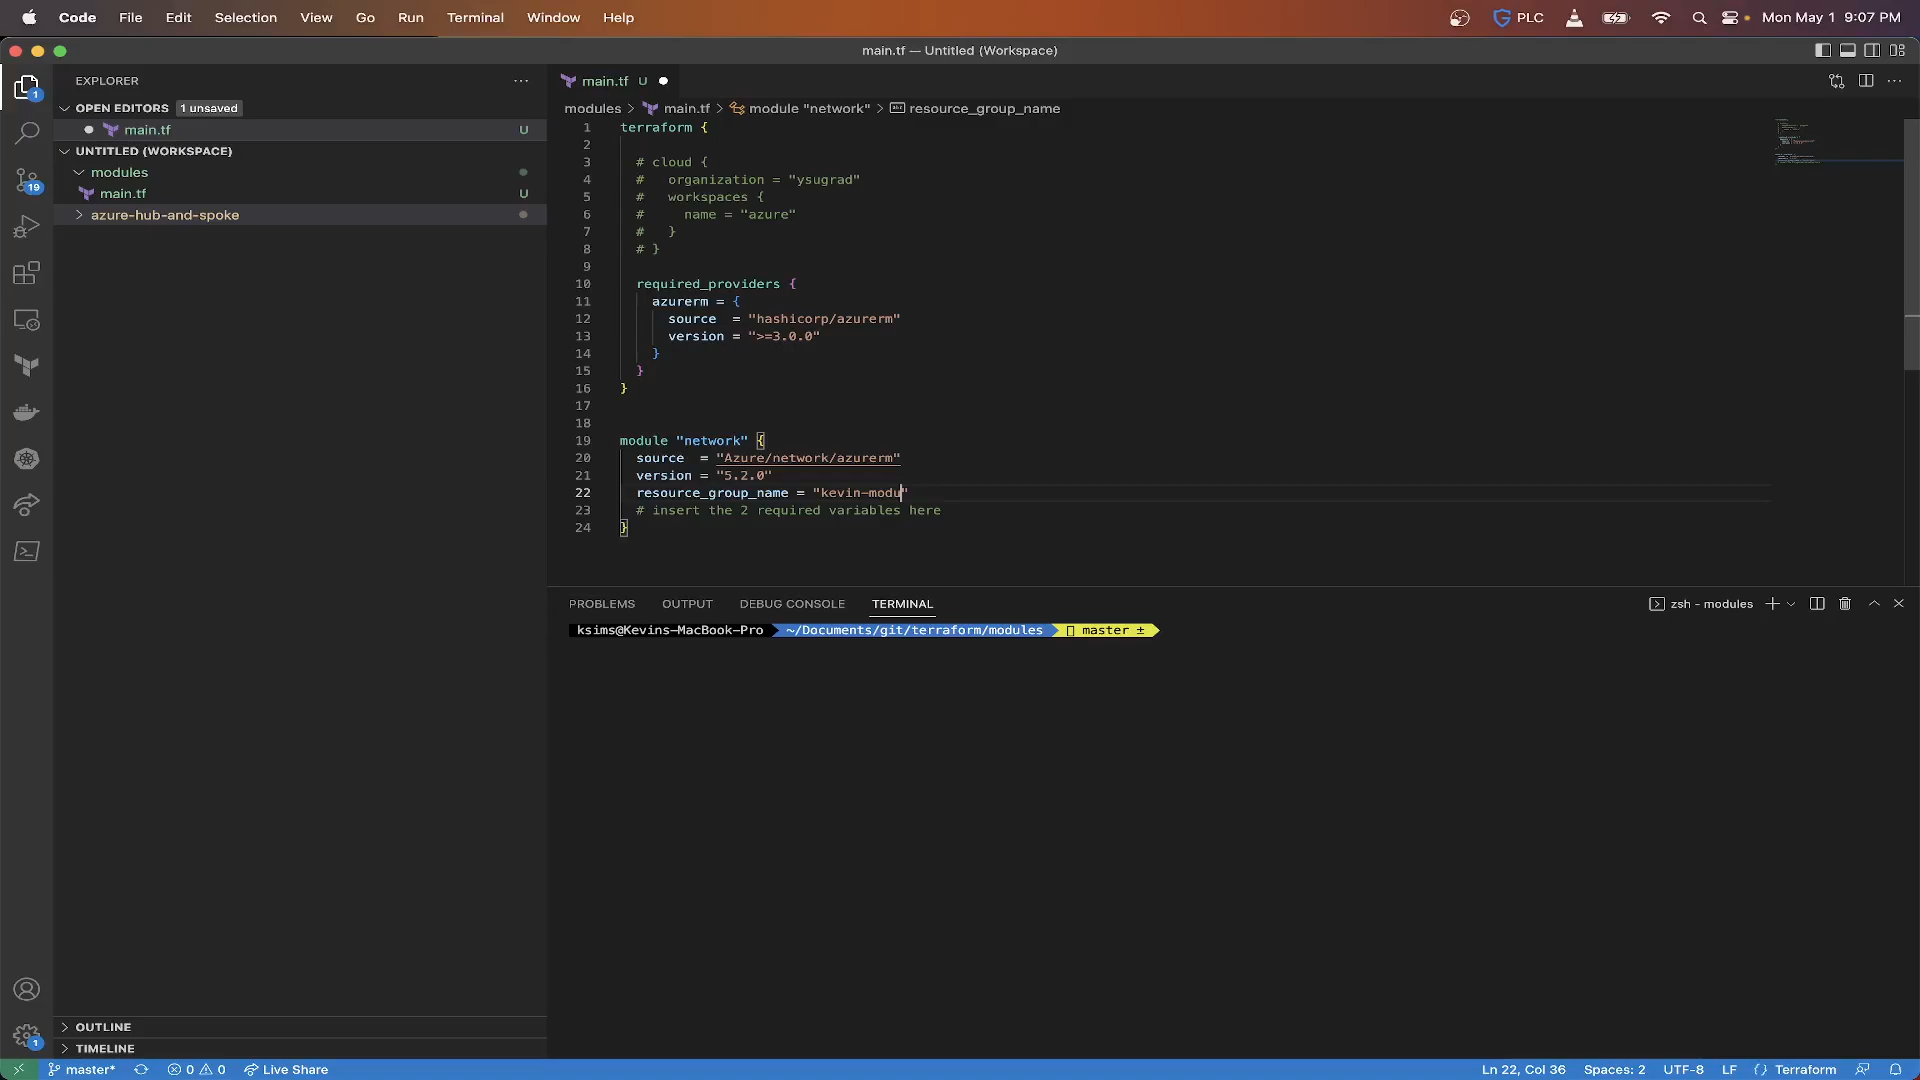 Code File Edit Selection View Go Run Terminal Window Help PLC Mon May 1 9:07 PM
main.tf — Untitled (Workspace)
EXPLORER
OPEN EDITORS 1 unsaved
main.tf U
UNTITLED (WORKSPACE)
modules
main.tf U
azure-hub-and-spoke
1
19
OUTLINE
TIMELINE
1
main.tf U
modules > main.tf > module "network" > resource_group_name
1 terraform {
2
3 # cloud {
4 #   organization = "ysugrad"
5 #   workspaces {
6 #     name = "azure"
7 #   }
8 # }
9
10 required_providers {
11 azurerm = {
12 source  = "hashicorp/azurerm"
13 version = ">=3.0.0"
14 }
15 }
16 }
17
18
19 module "network" {
20 source  = "Azure/network/azurerm"
21 version = "5.2.0"
22 resource_group_name = "kevin-modu"
23 # insert the 2 required variables here
24 }
PROBLEMS OUTPUT DEBUG CONSOLE TERMINAL zsh - modules
ksims@Kevins-MacBook-Pro ~/Documents/git/terraform/modules master ±
master* 0 0 Live Share Ln 22, Col 36 Spaces: 2 UTF-8 LF {} Terraform